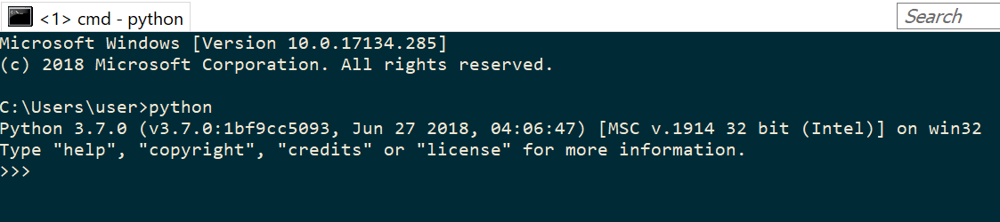 <1> cmd - python
Search
Microsoft Windows [Version 10.0.17134.285]
(c) 2018 Microsoft Corporation. All rights reserved.
C:\Users\user>python
Python 3.7.0 (v3.7.0:1bf9cc5093, Jun 27 2018, 04:06:47) [MSC v.1914 32 bit (Intel)] on win32
Type "help", "copyright", "credits" or "license" for more information.
>>>